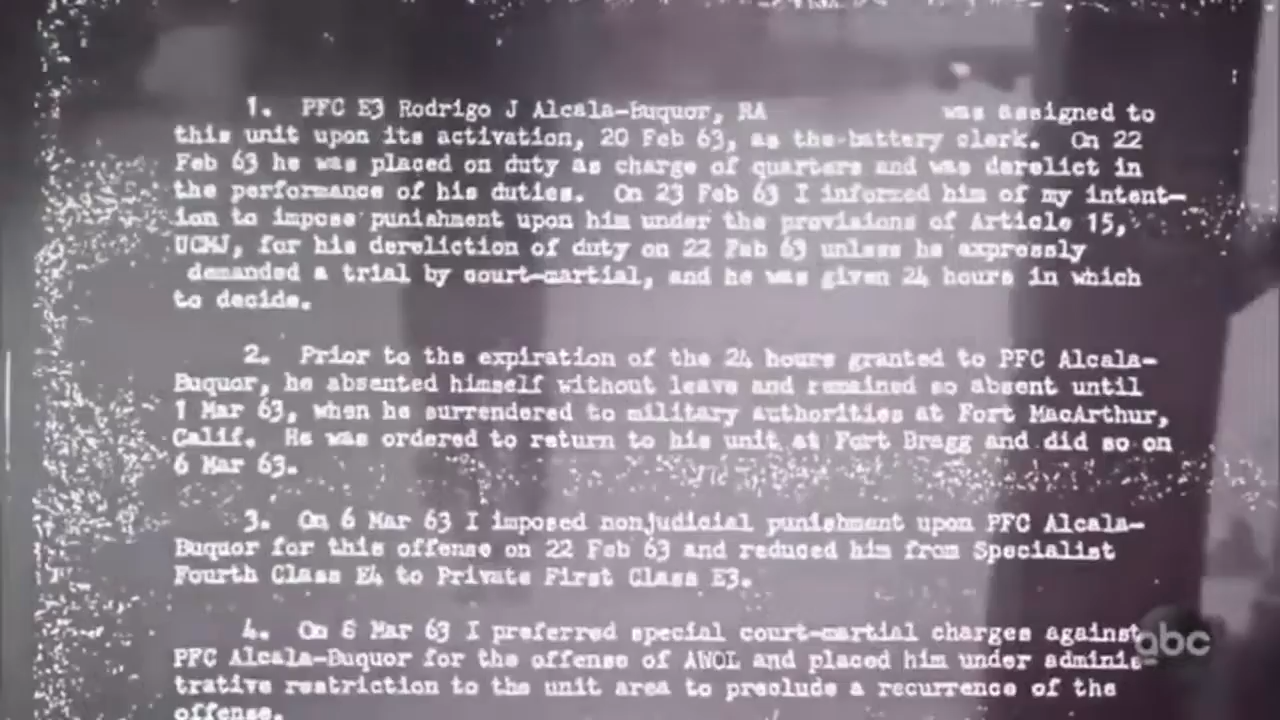 1. PFC E3 Rodrigo J Alcala-Buquor, RA was assigned to
this unit upon its activation, 20 Feb 63, as the battery clerk. On 22
Feb 63 he was placed on duty as charge of quarters and was derelict in
the performance of his duties. On 23 Feb 63 I informed him of my intent-
ion to impose punishment upon him under the provisions of Article 15,
UCMJ, for his dereliction of duty on 22 Feb 63 unless he expressly
demanded a trial by court-martial, and he was given 24 hours in which
to decide.
2. Prior to the expiration of the 24 hours granted to PFC Alcala-
Buquor, he absented himself without leave and remained so absent until
1 Mar 63, when he surrendered to military authorities at Fort MacArthur,
Calif. He was ordered to return to his unit at Fort Bragg and did so on
6 Mar 63.
3. On 6 Mar 63 I imposed nonjudicial punishment upon PFC Alcala-
Buquor for this offense on 22 Feb 63 and reduced him from Specialist
Fourth Class E4 to Private First Class E3.
4. On 6 Mar 63 I preferred special court-martial charges against
PFC Alcala-Buquor for the offense of AWOL and placed him under adminis-
trative restriction to the unit area to preclude a recurrence of the
offense.
abc